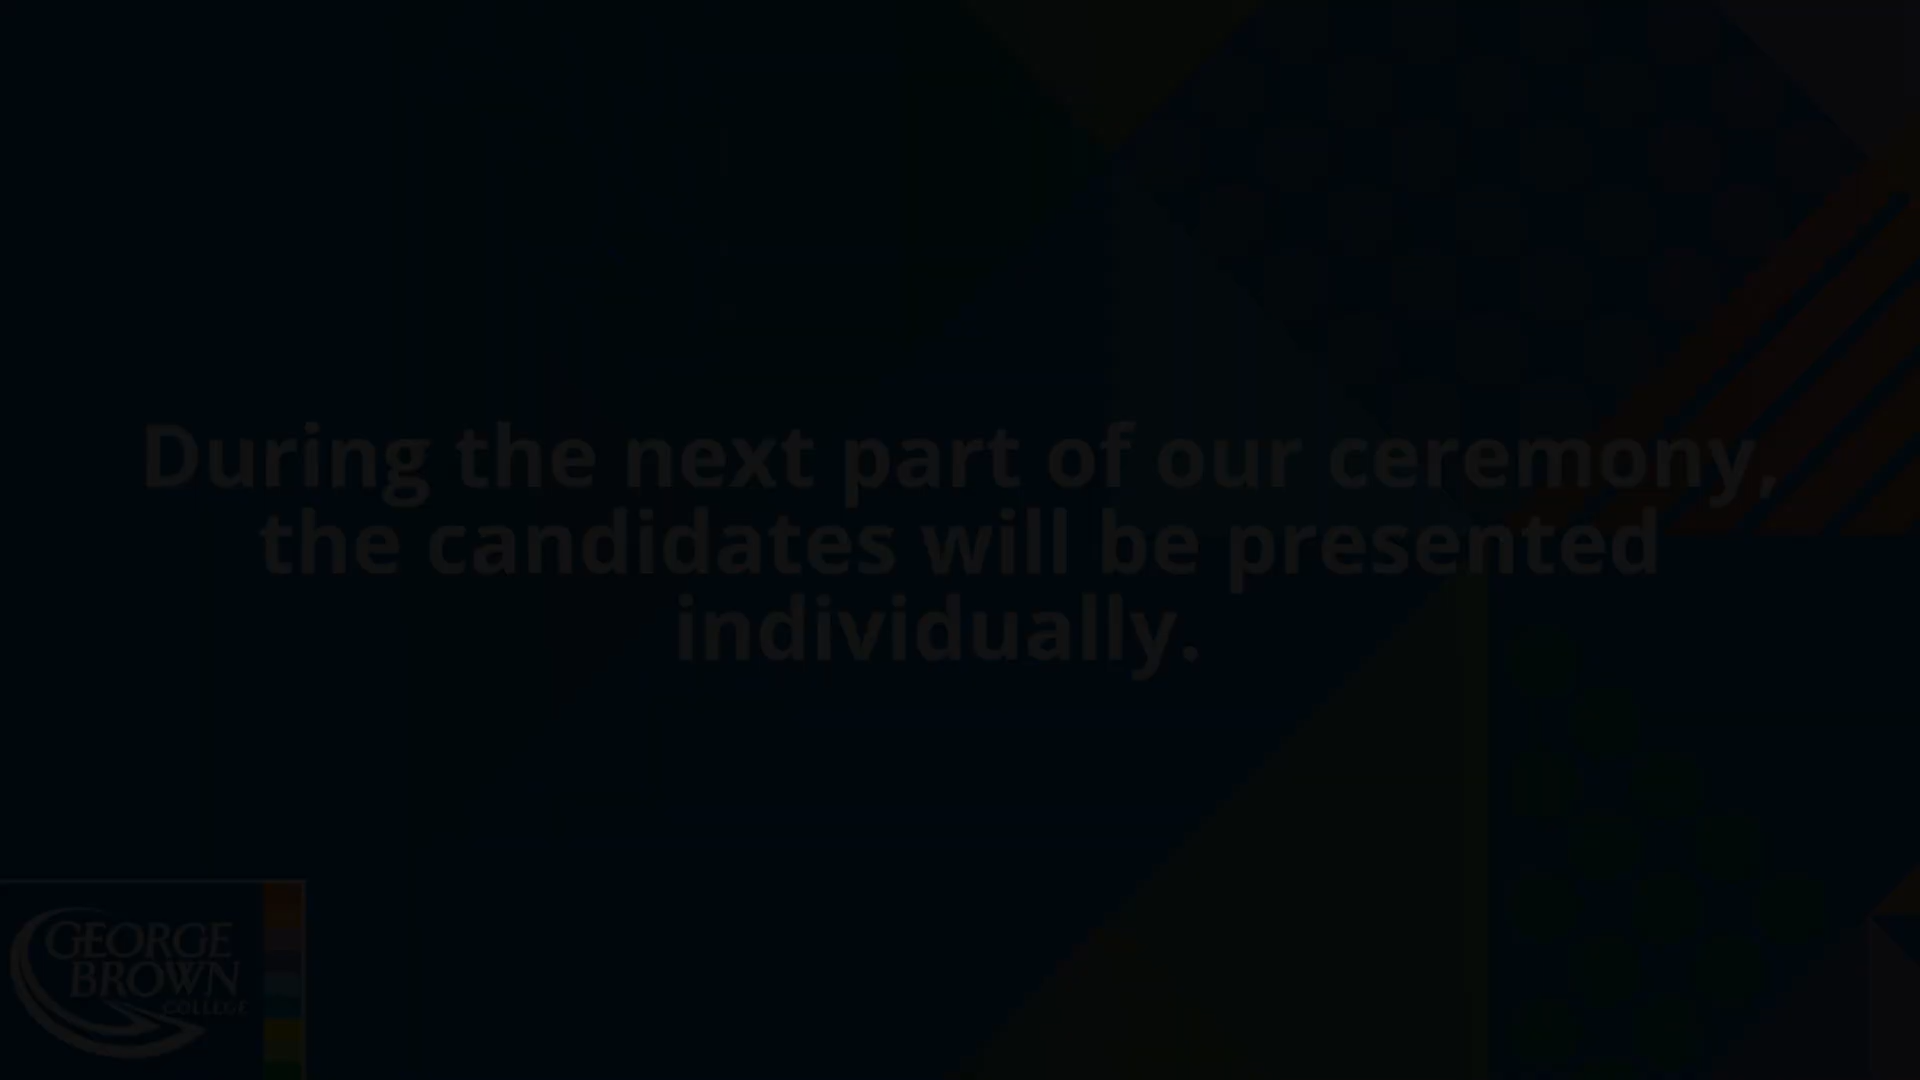 During the next part of our ceremony,
the candidates will be presented
individually.
GEORGE
BROWN
COLLEGE